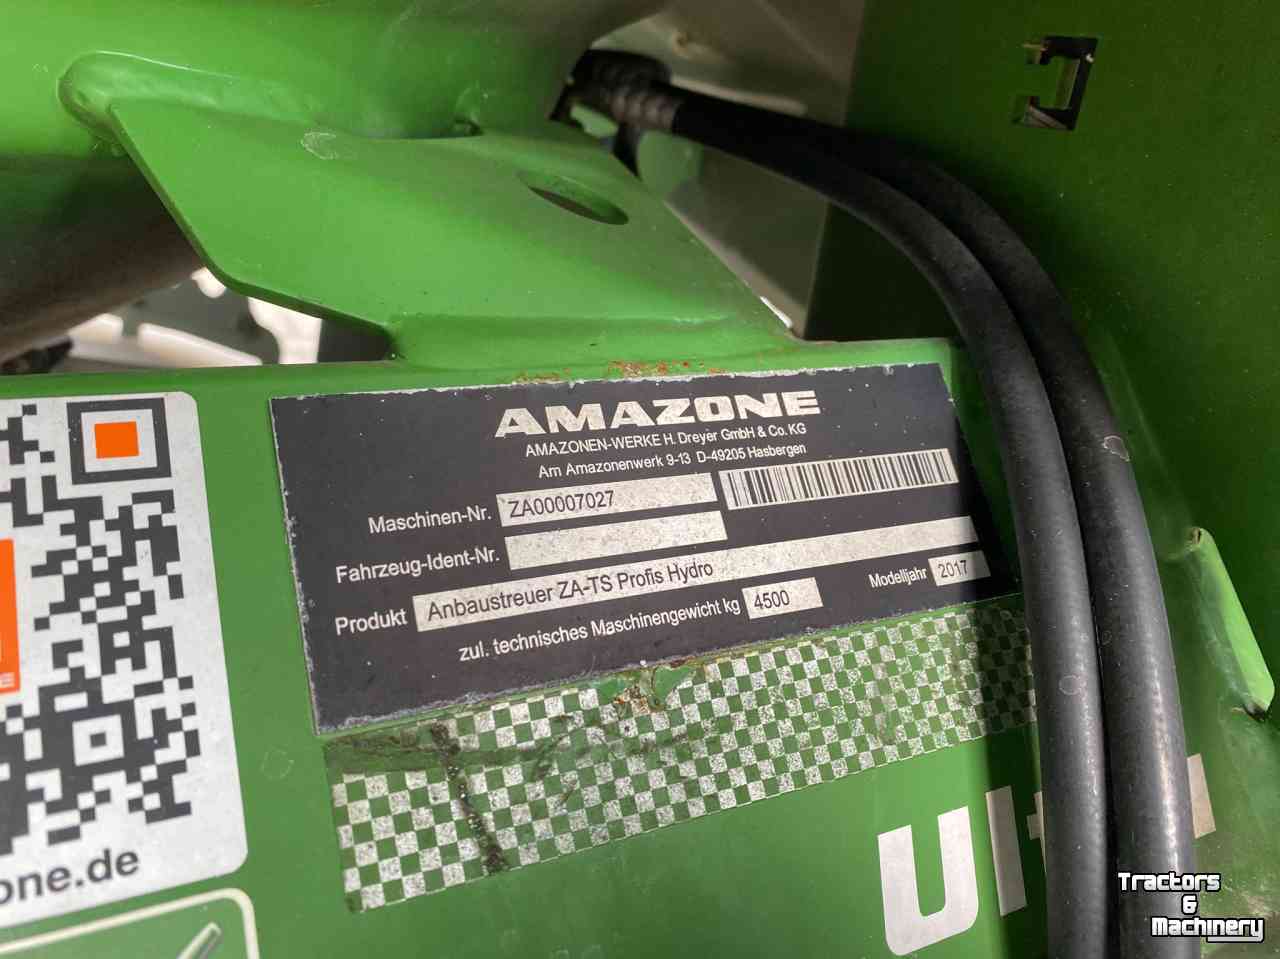 AMAZONE
AMAZONEN-WERKE H. Dreyer GmbH & Co. KG
Am Amazonenwerk 9-13 D-49205 Hasbergen
Maschinen-Nr. ZA00007027
Fahrzeug-Ident-Nr.
Produkt Anbaustreuer ZA-TS Profis Hydro
zul. technisches Maschinengewicht kg 4500 Modelljahr 2017
one.de
Tractors
&
Machinery